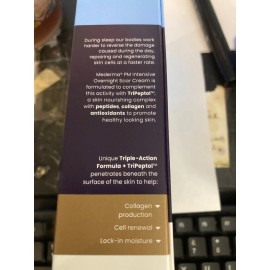 During sleep our bodies work
harder to reverse the damage
caused during the day,
repairing and regenerating
skin cells at a faster rate.
Mederma® PM Intensive
Overnight Scar Cream is
formulated to complement
this activity with TriPeptol™:
a skin nourishing complex
with peptides, collagen and
antioxidants to promote
healthy looking skin.
Unique Triple-Action
Formula + TriPeptol™
penetrates beneath the
surface of the skin to help:
Collagen
production
Cell renewal
Lock-in moisture